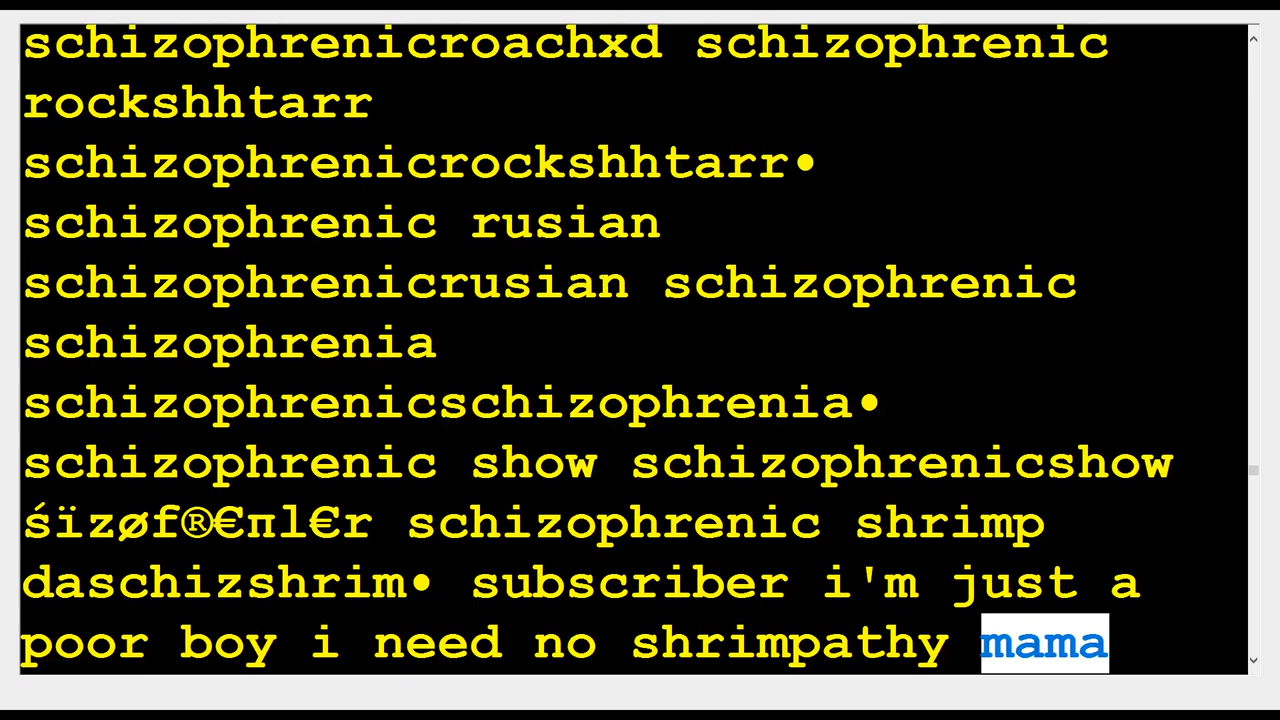 schizophrenicroachxd schizophrenic
rockshhtarr
schizophrenicrockshhtarr•
schizophrenic rusian
schizophrenicrusian schizophrenic
schizophrenia
schizophrenicschizophrenia•
schizophrenic show schizophrenicshow
śïzøf®€πl€r schizophrenic shrimp
daschizshrim• subscriber i'm just a
poor boy i need no shrimpathy mama